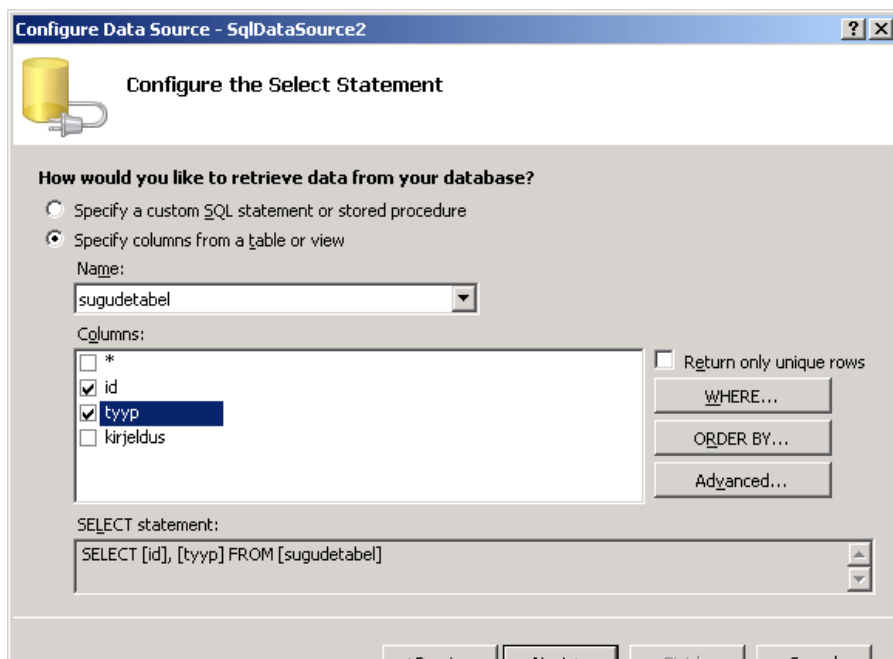 Configure Data Source - SqlDataSource2
Configure the Select Statement
How would you like to retrieve data from your database?
Specify a custom SQL statement or stored procedure
Specify columns from a table or view
Name:
sugudetabel
Columns:
*
id
tyyp
kirjeldus
Return only unique rows
WHERE...
ORDER BY...
Advanced...
SELECT statement:
SELECT [id], [tyyp] FROM [sugudetabel]